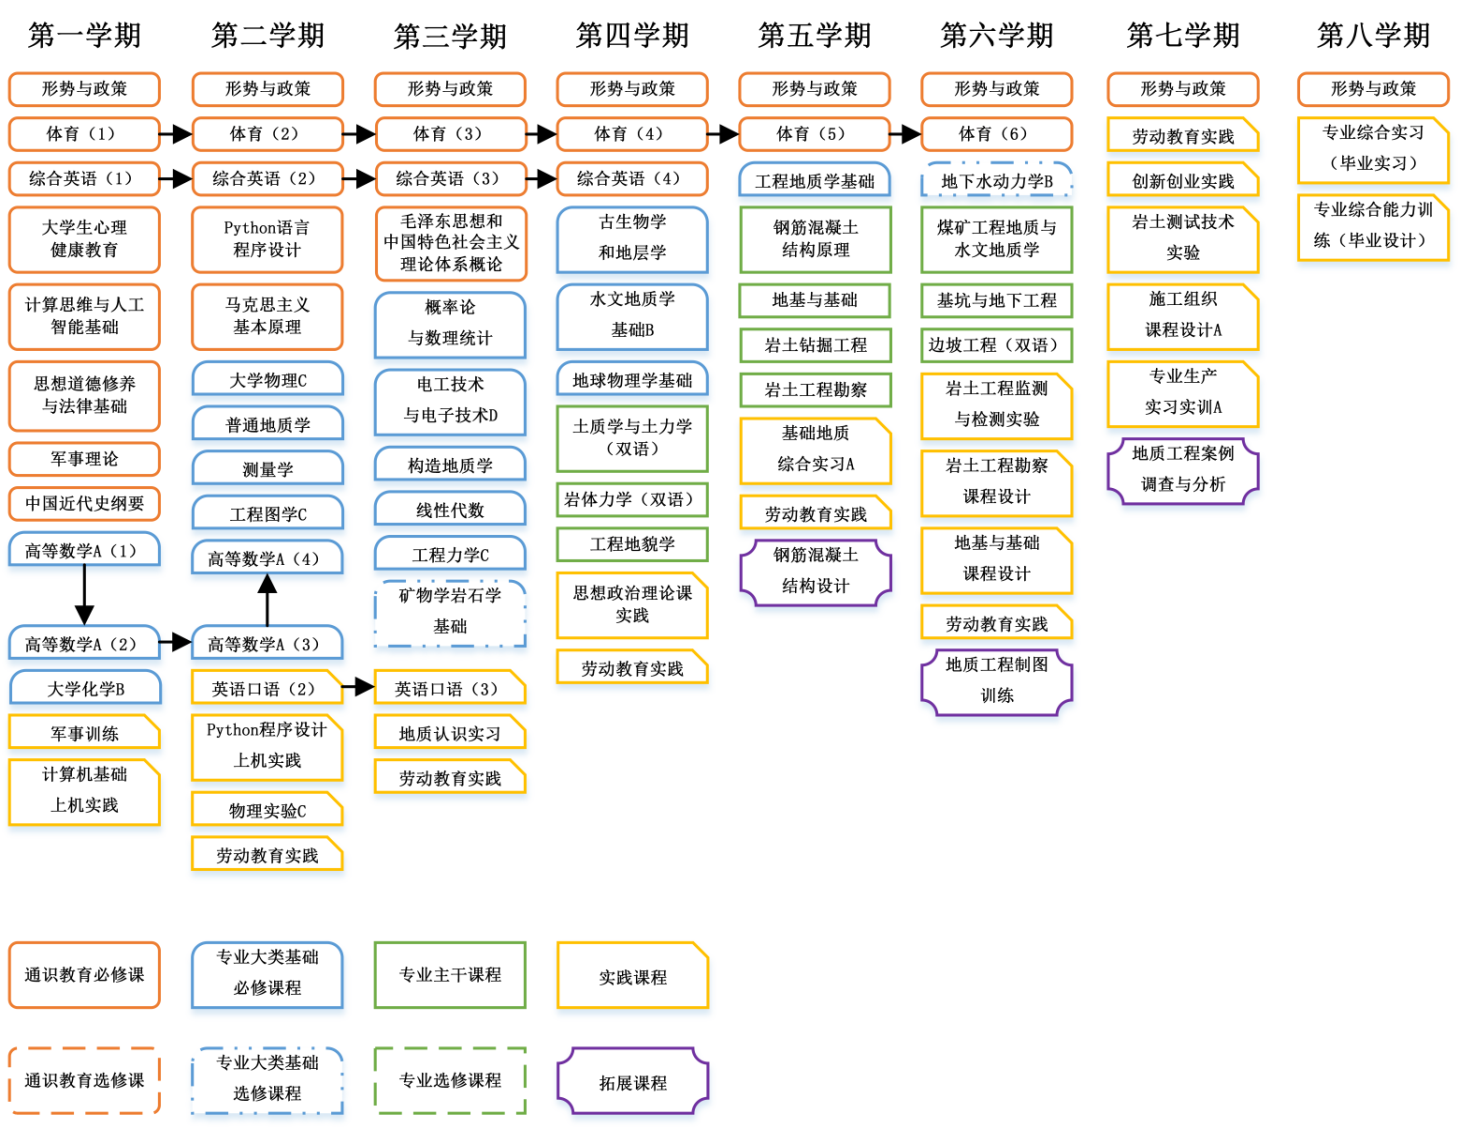 第一学期
形势与政策
体育（1）
综合英语（1）
大学生心理
健康教育
计算思维与人工
智能基础
思想道德修养
与法律基础
军事理论
中国近代史纲要
高等数学A（1）
高等数学A（2）
大学化学B
军事训练
计算机基础
上机实践
第二学期
形势与政策
体育（2）
综合英语（2）
Python语言
程序设计
马克思主义
基本原理
大学物理C
普通地质学
测量学
工程图学C
高等数学A（4）
高等数学A（3）
英语口语（2）
Python程序设计
上机实践
物理实验C
劳动教育实践
第三学期
形势与政策
体育（3）
综合英语（3）
毛泽东思想和
中国特色社会主义
理论体系概论
概率论
与数理统计
电工技术
与电子技术D
构造地质学
线性代数
工程力学C
矿物学岩石学
基础
英语口语（3）
地质认识实习
劳动教育实践
第四学期
形势与政策
体育（4）
综合英语（4）
古生物学
和地层学
水文地质学
基础B
地球物理学基础
土质学与土力学
（双语）
岩体力学（双语）
工程地貌学
思想政治理论课
实践
劳动教育实践
第五学期
形势与政策
体育（5）
工程地质学基础
钢筋混凝土
结构原理
地基与基础
岩土钻掘工程
岩土工程勘察
基础地质
综合实习A
劳动教育实践
钢筋混凝土
结构设计
第六学期
形势与政策
体育（6）
地下水动力学B
煤矿工程地质与
水文地质学
基坑与地下工程
边坡工程（双语）
岩土工程监测
与检测实验
岩土工程勘察
课程设计
地基与基础
课程设计
劳动教育实践
地质工程制图
训练
第七学期
形势与政策
劳动教育实践
创新创业实践
岩土测试技术
实验
施工组织
课程设计A
专业生产
实习实训A
地质工程案例
调查与分析
第八学期
形势与政策
专业综合实习
（毕业实习）
专业综合能力训
练（毕业设计）
通识教育必修课
专业大类基础
必修课程
专业主干课程
实践课程
通识教育选修课
专业大类基础
选修课程
专业选修课程
拓展课程